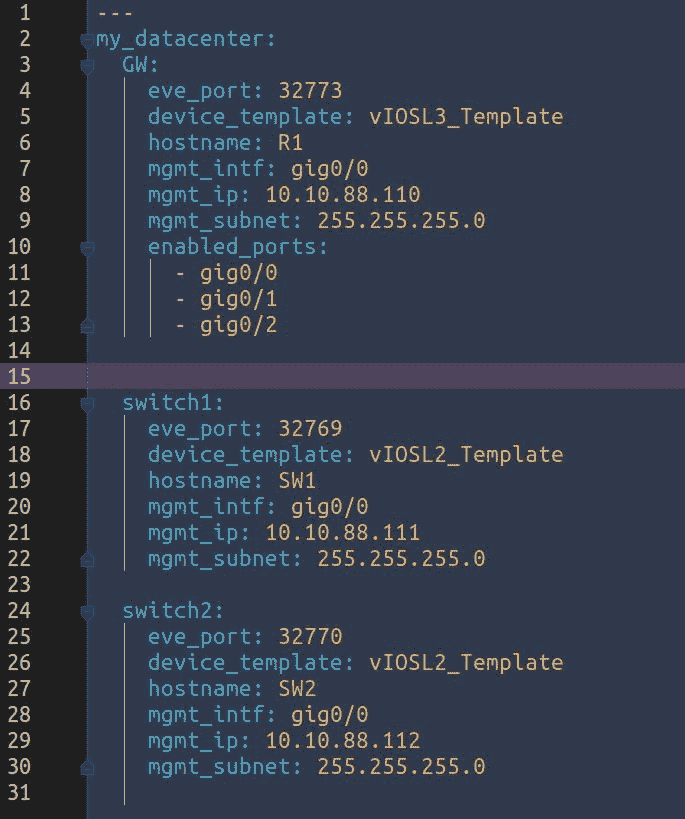 1 ---
2 my_datacenter:
3   GW:
4     eve_port: 32773
5     device_template: vIOSL3_Template
6     hostname: R1
7     mgmt_intf: gig0/0
8     mgmt_ip: 10.10.88.110
9     mgmt_subnet: 255.255.255.0
10     enabled_ports:
11       - gig0/0
12       - gig0/1
13       - gig0/2
14
15
16   switch1:
17     eve_port: 32769
18     device_template: vIOSL2_Template
19     hostname: SW1
20     mgmt_intf: gig0/0
21     mgmt_ip: 10.10.88.111
22     mgmt_subnet: 255.255.255.0
23
24   switch2:
25     eve_port: 32770
26     device_template: vIOSL2_Template
27     hostname: SW2
28     mgmt_intf: gig0/0
29     mgmt_ip: 10.10.88.112
30     mgmt_subnet: 255.255.255.0
31